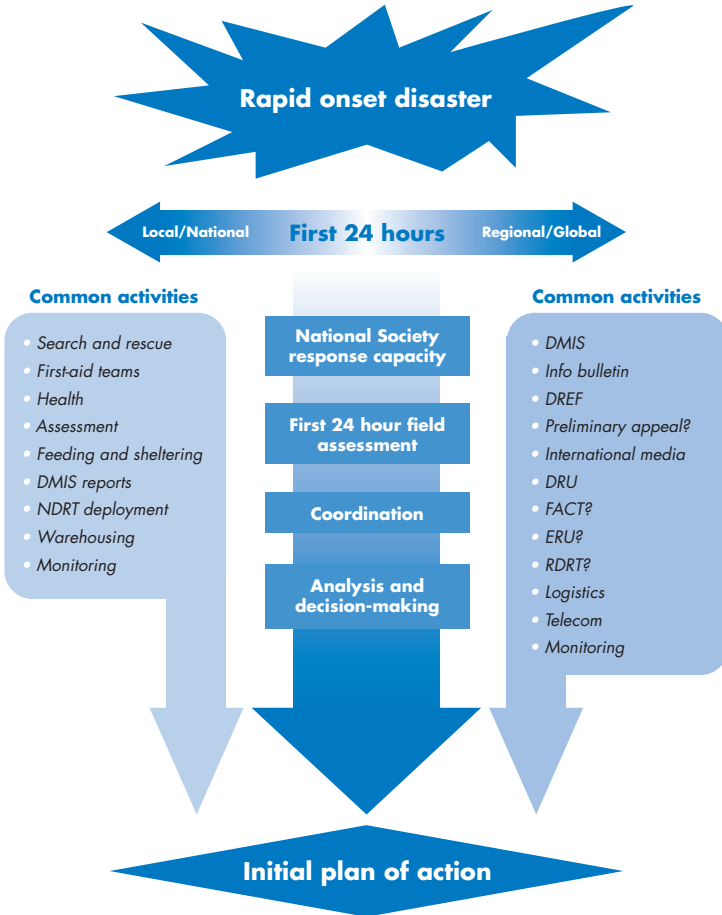 Rapid onset disaster
Local/National
First 24 hours
Regional/Global
Common activities
• Search and rescue
• First-aid teams
• Health
• Assessment
• Feeding and sheltering
• DMIS reports
• NDRT deployment
• Warehousing
• Monitoring
National Society
response capacity
First 24 hour field
assessment
Coordination
Analysis and
decision-making
Common activities
• DMIS
• Info bulletin
• DREF
• Preliminary appeal?
• International media
• DRU
• FACT?
• ERU?
• RDRT?
• Logistics
• Telecom
• Monitoring
Initial plan of action